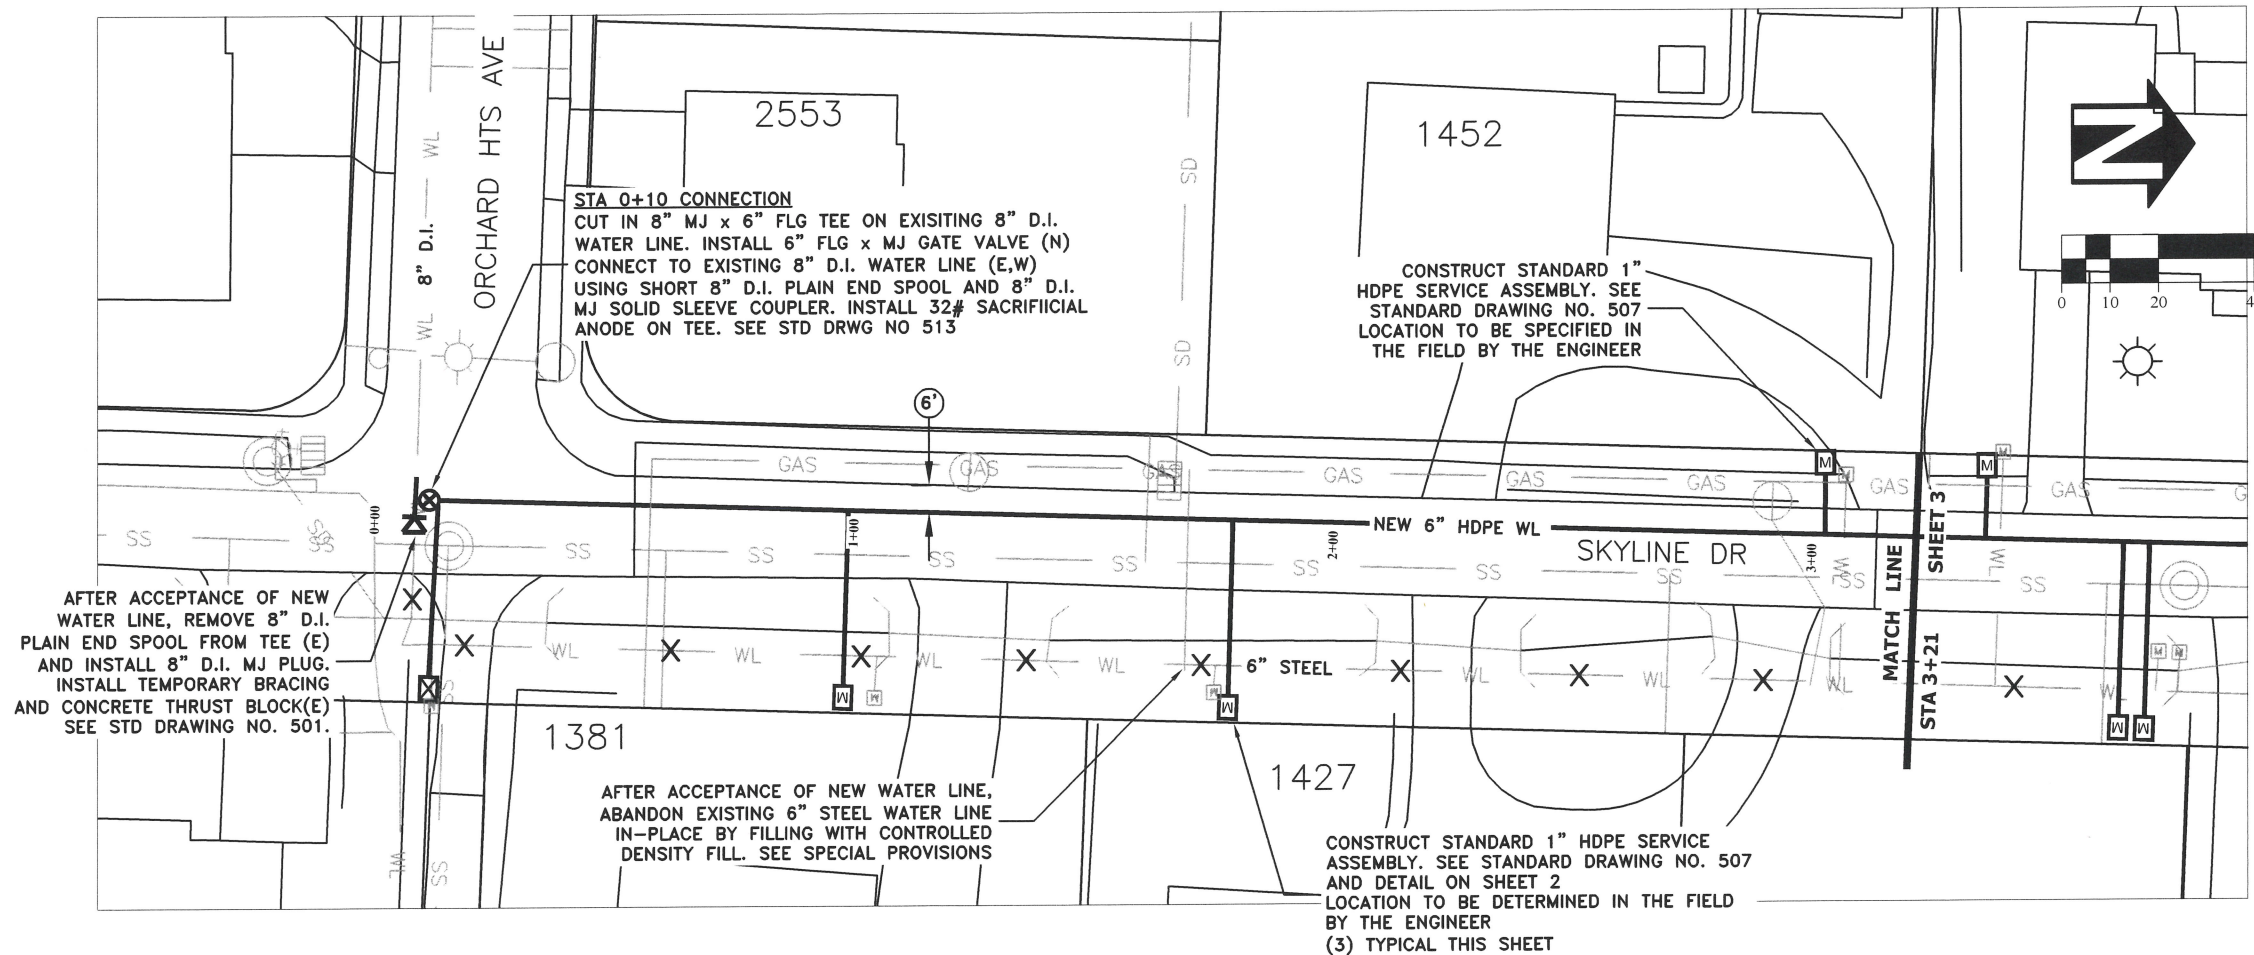 ORCHARD HTS AVE
8” D.I.
WL
WL
WL
2553
1452
SD
SD
N
0 10 20 4
STA 0+10 CONNECTION
CUT IN 8” MJ x 6” FLG TEE ON EXISITING 8” D.I.
WATER LINE. INSTALL 6” FLG x MJ GATE VALVE (N)
CONNECT TO EXISTING 8” D.I. WATER LINE (E,W)
USING SHORT 8” D.I. PLAIN END SPOOL AND 8” D.I.
MJ SOLID SLEEVE COUPLER. INSTALL 32# SACRIFIICIAL
ANODE ON TEE. SEE STD DRWG NO 513
CONSTRUCT STANDARD 1”
HDPE SERVICE ASSEMBLY. SEE
STANDARD DRAWING NO. 507
LOCATION TO BE SPECIFIED IN
THE FIELD BY THE ENGINEER
6'
GAS GAS GAS GAS GAS GAS GAS GAS G
M M M M
0+00 1+00 2+00 3+00
NEW 6” HDPE WL
SKYLINE DR
SS SS SS SS SS SS SS SS SS SS SS
WL WL
MATCH LINE
STA 3+21
SHEET 3
AFTER ACCEPTANCE OF NEW
WATER LINE, REMOVE 8” D.I.
PLAIN END SPOOL FROM TEE (E)
AND INSTALL 8” D.I. MJ PLUG.
INSTALL TEMPORARY BRACING
AND CONCRETE THRUST BLOCK(E)
SEE STD DRAWING NO. 501.
WL WL WL WL WL WL WL
6” STEEL
M M M M M M M M M
SS
1381
1427
WL
SS
AFTER ACCEPTANCE OF NEW WATER LINE,
ABANDON EXISTING 6” STEEL WATER LINE
IN-PLACE BY FILLING WITH CONTROLLED
DENSITY FILL. SEE SPECIAL PROVISIONS
CONSTRUCT STANDARD 1” HDPE SERVICE
ASSEMBLY. SEE STANDARD DRAWING NO. 507
AND DETAIL ON SHEET 2
LOCATION TO BE DETERMINED IN THE FIELD
BY THE ENGINEER
(3) TYPICAL THIS SHEET